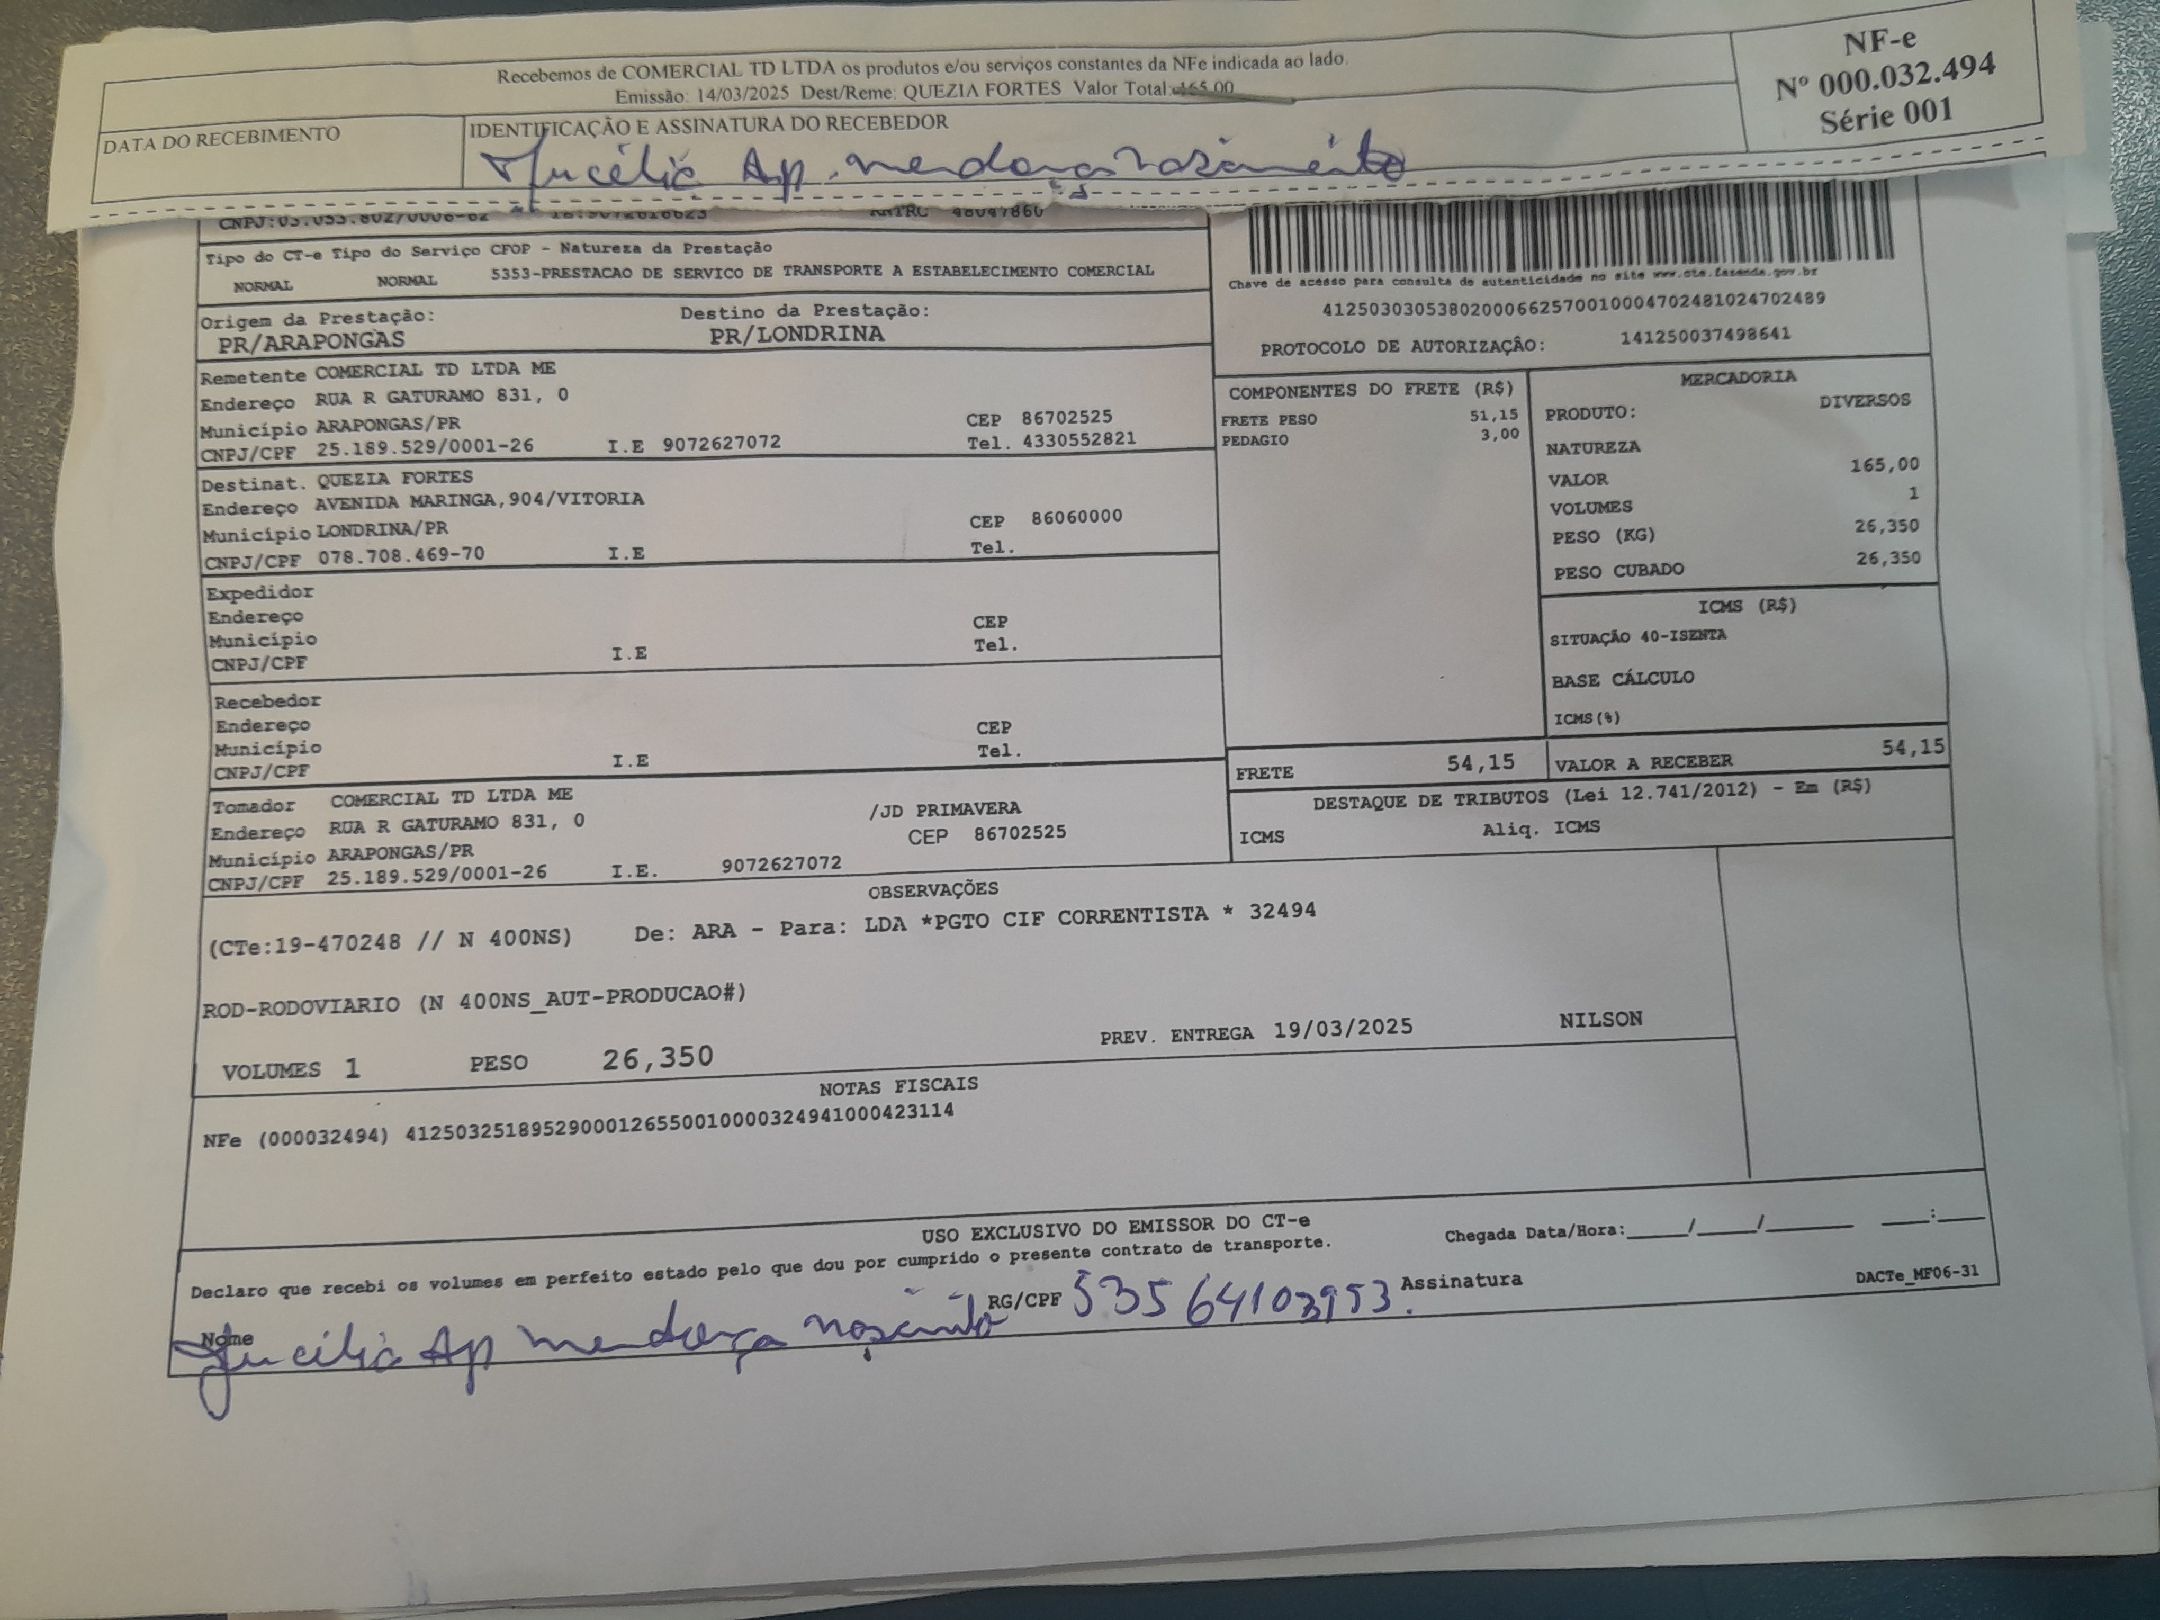 Recebemos de COMERCIAL TD LTDA os produtos e/ou serviços constantes da NFe indicada ao lado.
Emissão: 14/03/2025 Dest/Reme: QUEZIA FORTES Valor Total: 165,00
NF-e
Nº 000.032.494
Série 001
DATA DO RECEBIMENTO
IDENTIFICAÇÃO E ASSINATURA DO RECEBEDOR
Ap. Mendonça
Tipo do CT-e Tipo do Serviço CFOP - Natureza da Prestação
NORMAL NORMAL 5353-PRESTACAO DE SERVICO DE TRANSPORTE A ESTABELECIMENTO COMERCIAL
Origem da Prestação: Destino da Prestação:
PR/ARAPONGAS PR/LONDRINA
Remetente COMERCIAL TD LTDA ME
Endereço RUA R GATURAMO 831, 0
Município ARAPONGAS/PR CEP 86702525
CNPJ/CPF 25.189.529/0001-26 I.E 9072627072 Tel. 4330552821
Destinat. QUEZIA FORTES
Endereço AVENIDA MARINGA,904/VITORIA
Município LONDRINA/PR CEP 86060000
CNPJ/CPF 078.708.469-70 I.E Tel.
Expedidor
Endereço
Município CEP
CNPJ/CPF I.E Tel.
Recebedor
Endereço
Município CEP
CNPJ/CPF I.E Tel.
Tomador COMERCIAL TD LTDA ME
Endereço RUA R GATURAMO 831, 0 /JD PRIMAVERA
Município ARAPONGAS/PR CEP 86702525
CNPJ/CPF 25.189.529/0001-26 I.E. 9072627072
Chave de acesso para consulta de autenticidade no site www.cte.fazenda.gov.br
41250303053802000662570010004702481024702489
PROTOCOLO DE AUTORIZAÇÃO: 141250037498641
COMPONENTES DO FRETE (R$)
FRETE PESO 51,15
PEDAGIO 3,00
MERCADORIA
PRODUTO: DIVERSOS
NATUREZA
VALOR 165,00
VOLUMES 1
PESO (KG) 26,350
PESO CUBADO 26,350
ICMS (R$)
SITUAÇÃO 40-ISENTA
BASE CÁLCULO
ICMS(%)
FRETE 54,15 VALOR A RECEBER 54,15
DESTAQUE DE TRIBUTOS (Lei 12.741/2012) - Em (R$)
ICMS Aliq. ICMS
OBSERVAÇÕES
(CTe:19-470248 // N 400NS) De: ARA - Para: LDA *PGTO CIF CORRENTISTA * 32494
ROD-RODOVIARIO (N 400NS_AUT-PRODUCAO#)
VOLUMES 1 PESO 26,350 PREV. ENTREGA 19/03/2025 NILSON
NOTAS FISCAIS
NFe (000032494) 41250325189529000126550010000324941000423114
USO EXCLUSIVO DO EMISSOR DO CT-e
Declaro que recebi os volumes em perfeito estado pelo que dou por cumprido o presente contrato de transporte.
Chegada Data/Hora:_____/_____/_______ ____:____
Nome Ap Mendonça RG/CPF 53564103953. Assinatura
DACTe_MF06-31